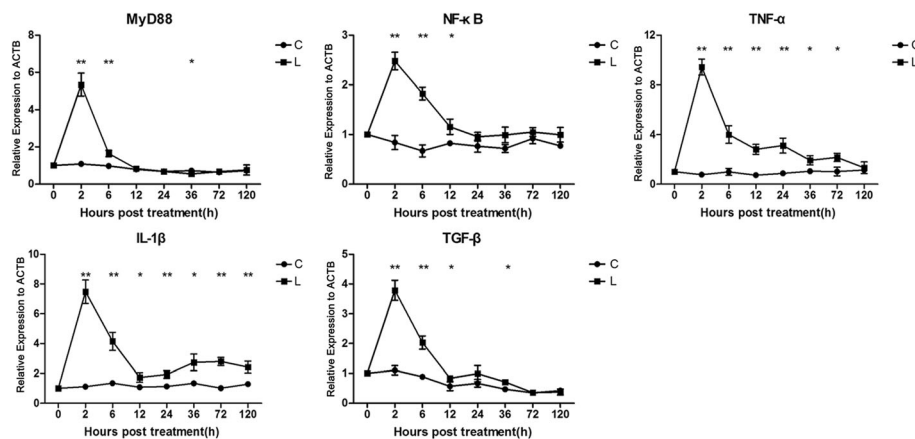 MyD88
Relative Expression to ACTB
8
6
4
2
0
** ** *
C
L
0 2 6 12 24 36 72 120
Hours post treatment(h)
NF-κ B
Relative Expression to ACTB
3
2
1
0
** ** *
C
L
0 2 6 12 24 36 72 120
Hours post treatment(h)
TNF-α
Relative Expression to ACTB
12
8
4
0
** ** ** ** * *
C
L
0 2 6 12 24 36 72 120
Hours post treatment(h)
IL-1β
Relative Expression to ACTB
10
8
6
4
2
0
** ** * ** * ** **
C
L
0 2 6 12 24 36 72 120
Hours post treatment(h)
TGF-β
Relative Expression to ACTB
5
4
3
2
1
0
** ** * *
C
L
0 2 6 12 24 36 72 120
Hours post treatment(h)